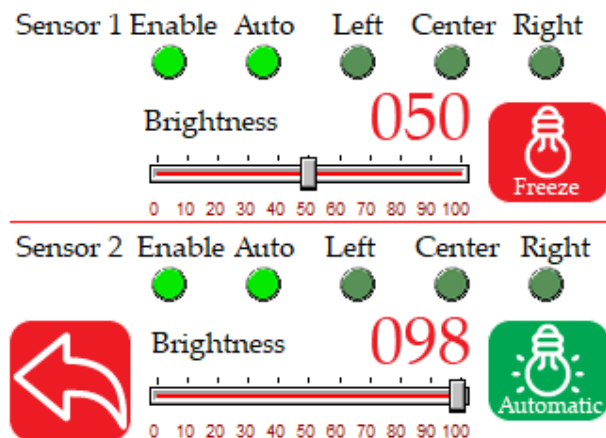 Sensor 1 Enable Auto Left Center Right
Brightness 050
Freeze
0 10 20 30 40 50 60 70 80 90 100
Sensor 2 Enable Auto Left Center Right
Brightness 098
Automatic
0 10 20 30 40 50 60 70 80 90 100